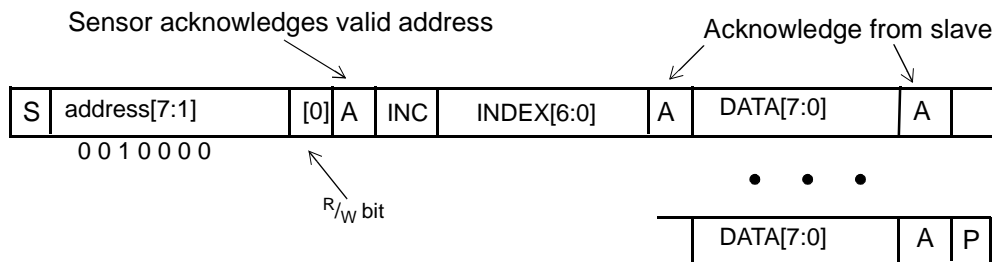 Sensor acknowledges valid address
Acknowledge from slave
S address[7:1] [0] A INC INDEX[6:0] A DATA[7:0] A
0 0 1 0 0 0 0
R/W bit
DATA[7:0] A P